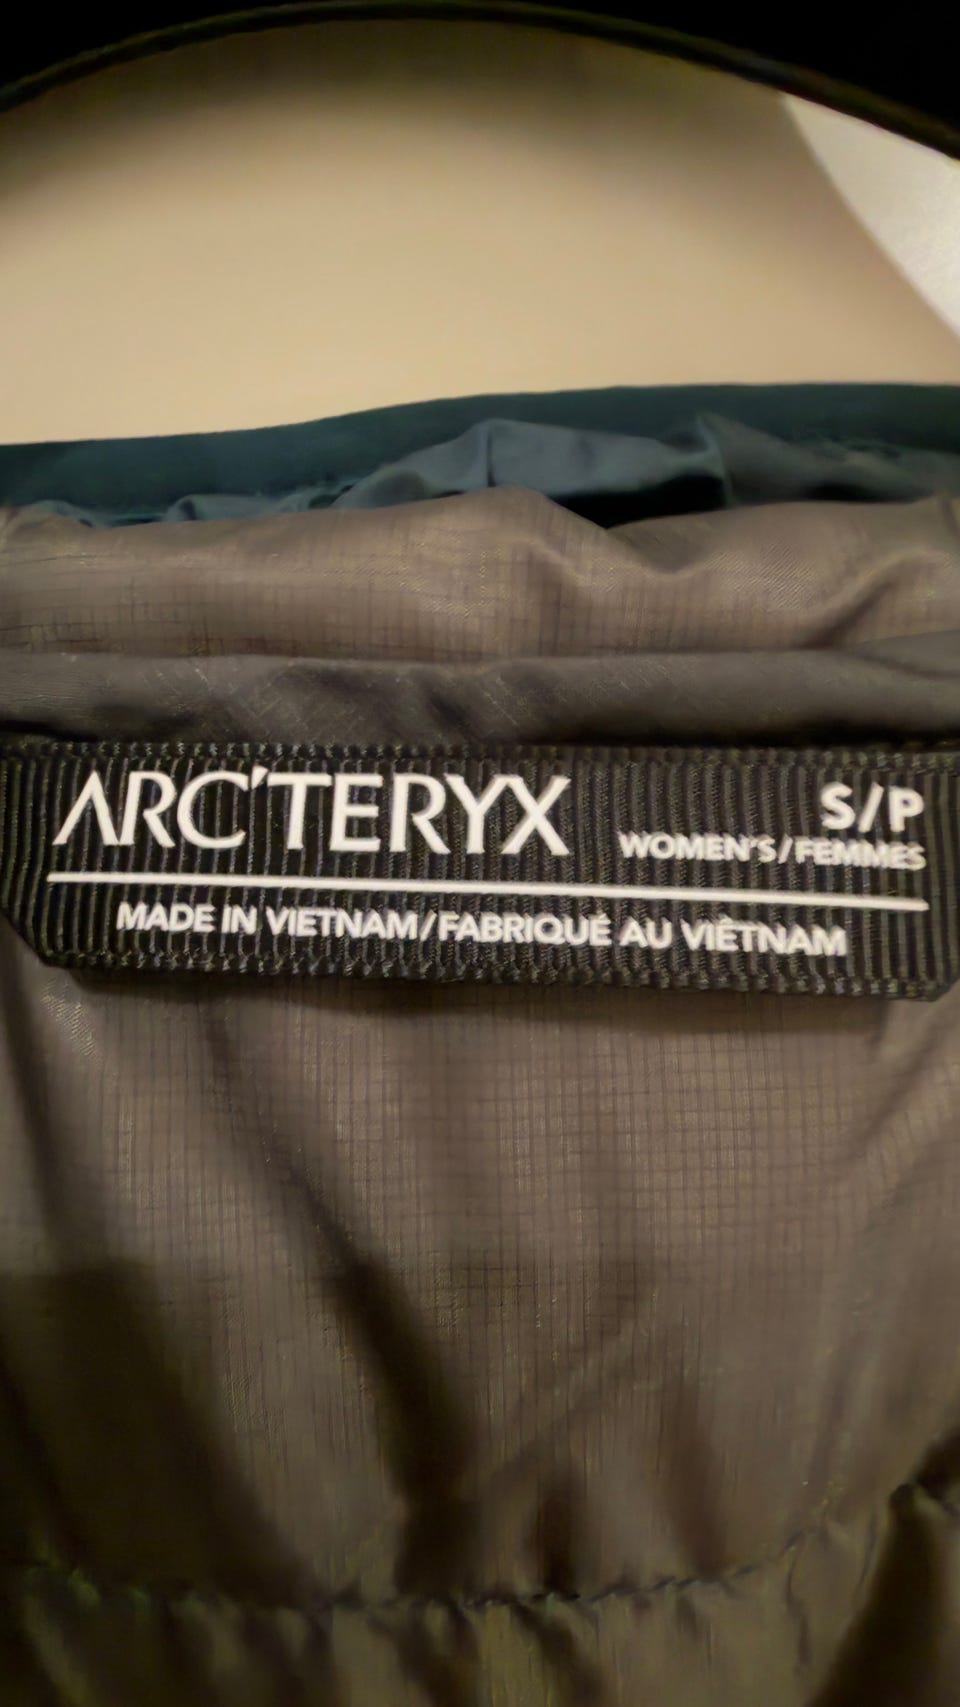 ARC'TERYX
S/P
WOMEN'S/FEMMES
MADE IN VIETNAM/FABRIQUÉ AU VIÊTNAM